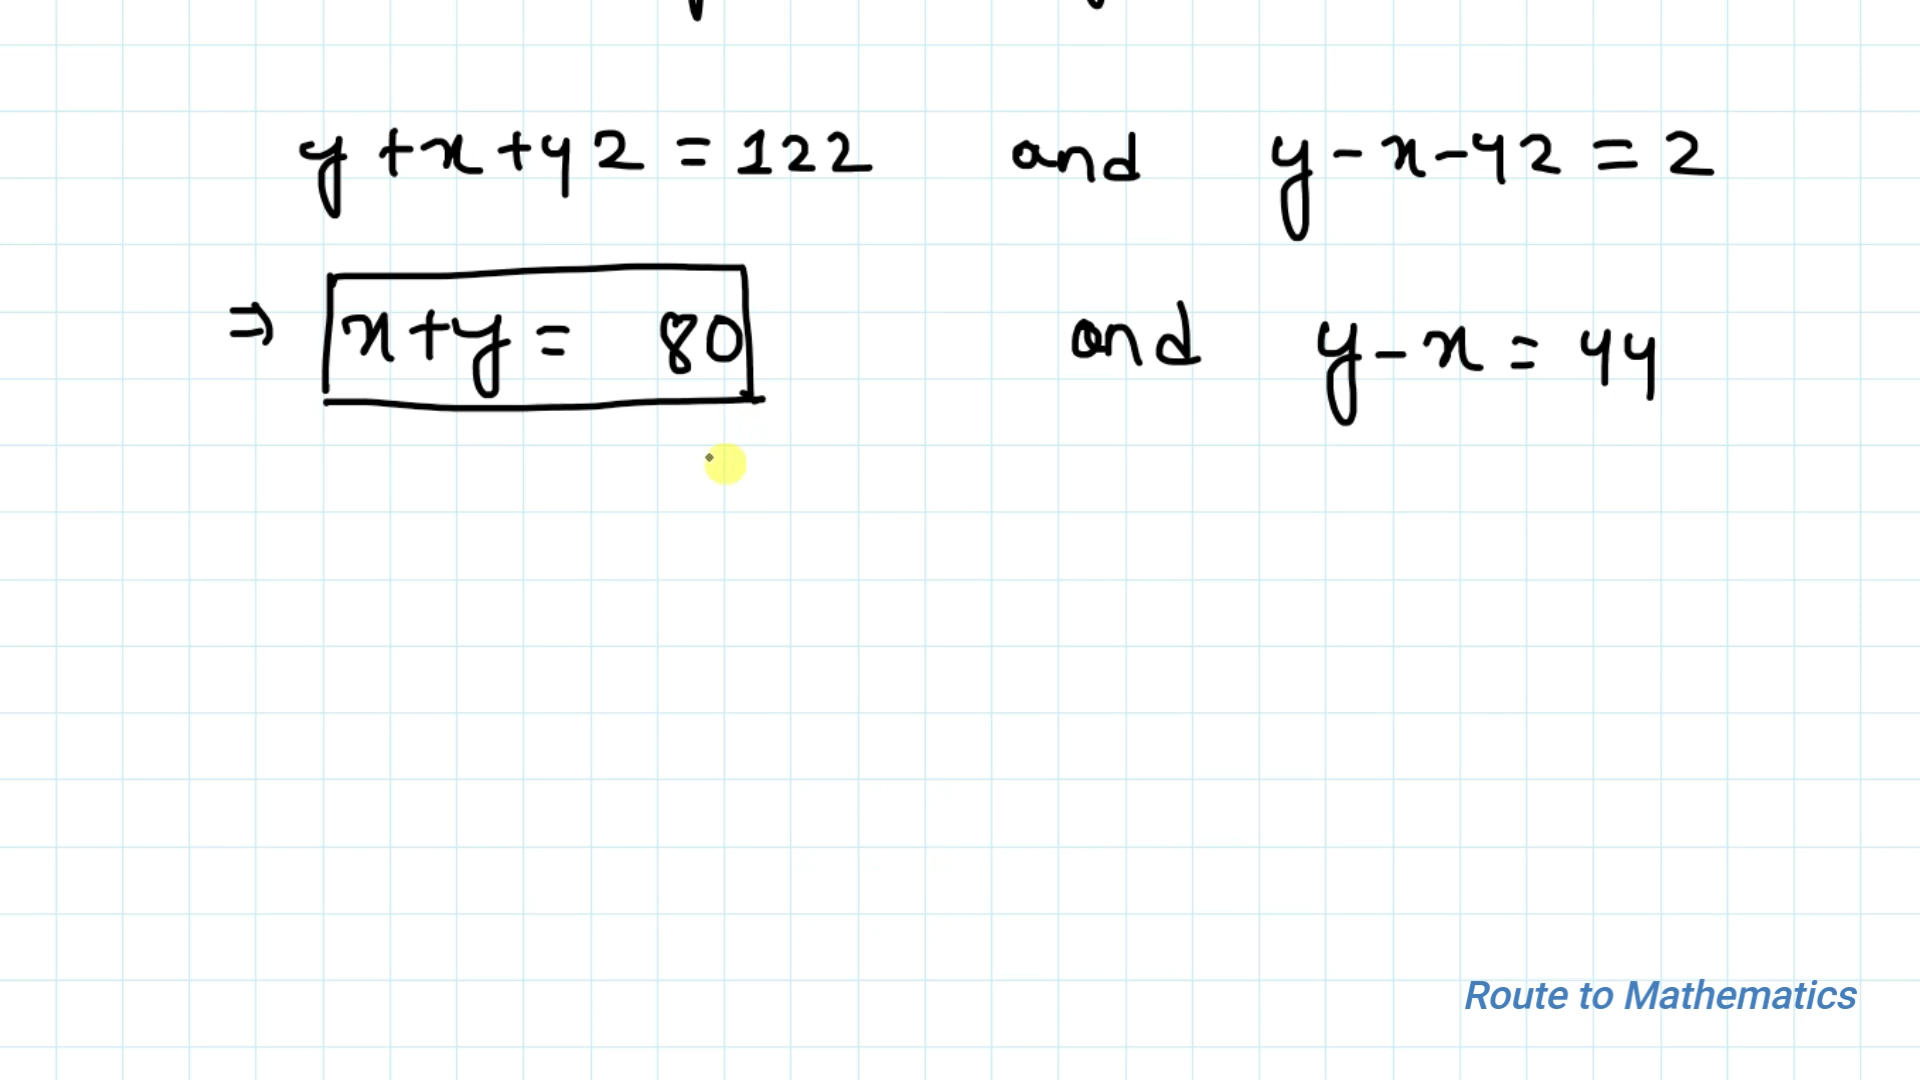 y + x + 42 = 122 and y - x - 42 = 2
⇒ x + y = 80 and y - x = 44
Route to Mathematics